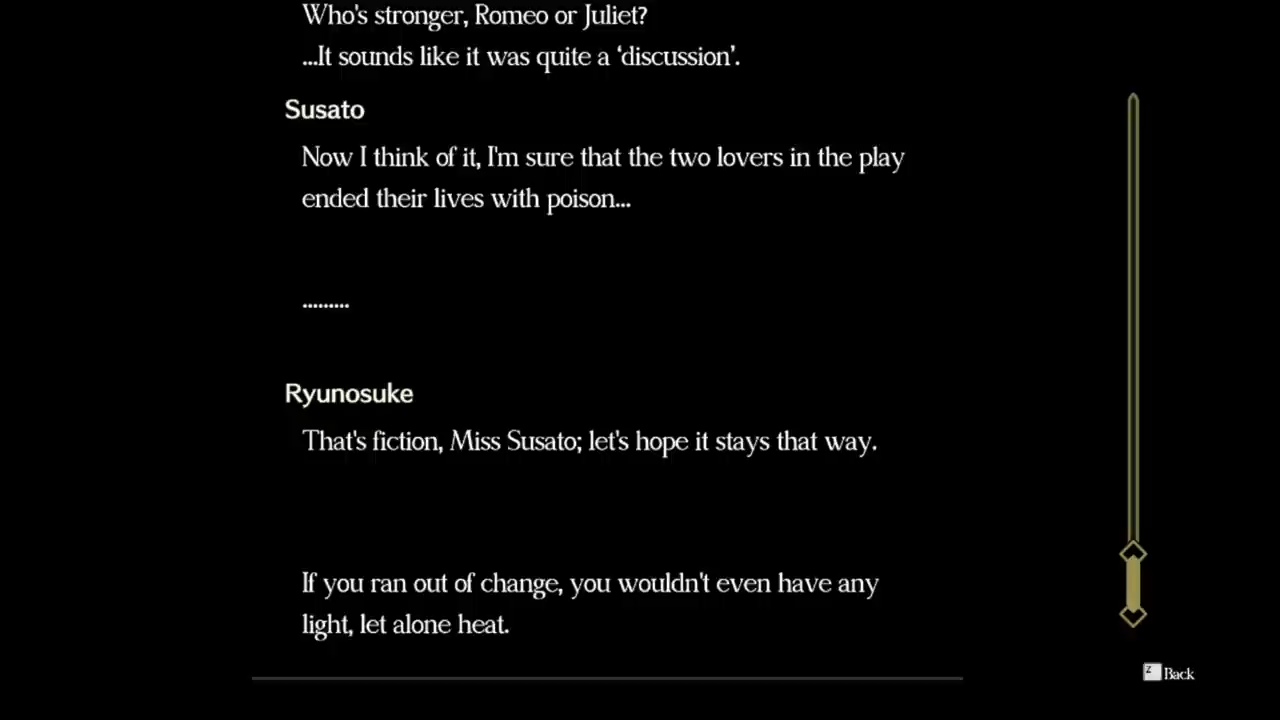 Who's stronger, Romeo or Juliet?
...It sounds like it was quite a ‘discussion’.
Susato
Now I think of it, I'm sure that the two lovers in the play
ended their lives with poison...
.........
Ryunosuke
That's fiction, Miss Susato; let's hope it stays that way.
If you ran out of change, you wouldn't even have any
light, let alone heat.
Z Back